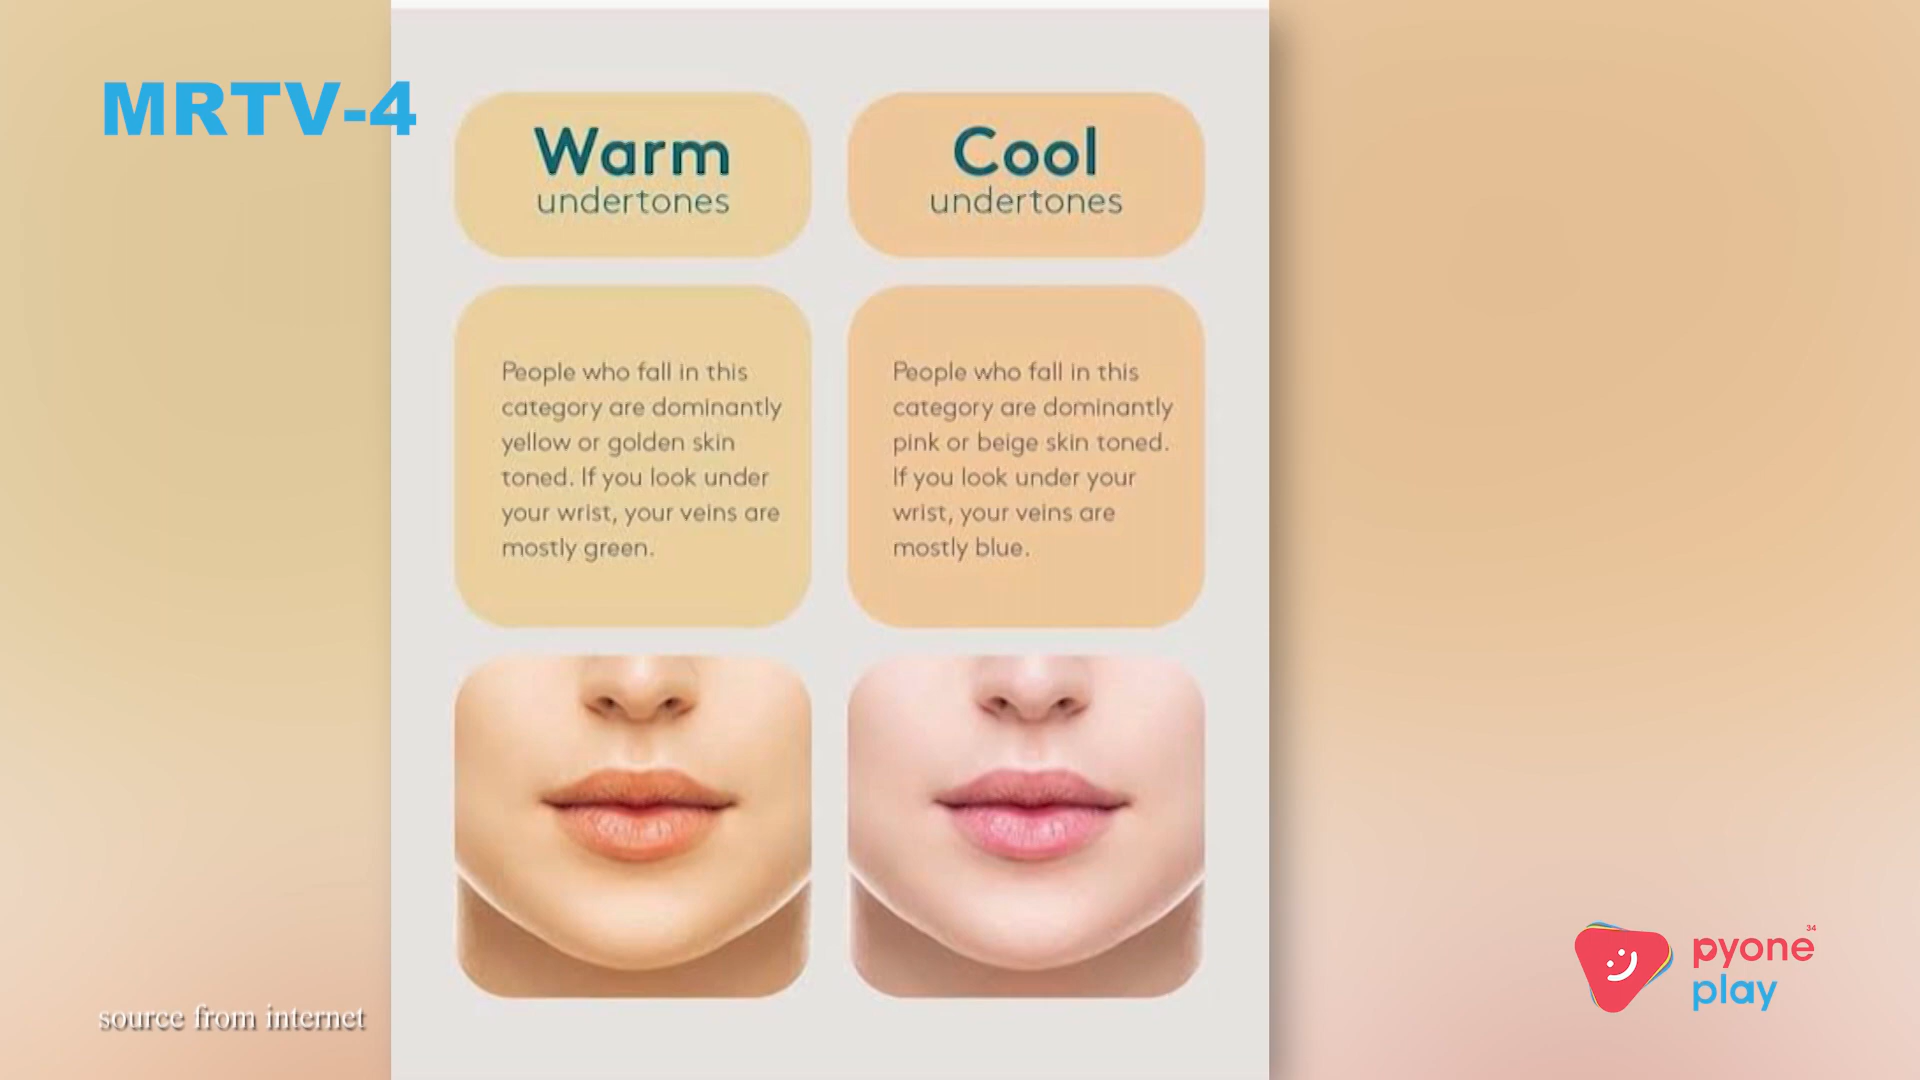 MRTV-4
Warm
undertones
People who fall in this
category are dominantly
yellow or golden skin
toned. If you look under
your wrist, your veins are
mostly green.
Cool
undertones
People who fall in this
category are dominantly
pink or beige skin toned.
If you look under your
wrist, your veins are
mostly blue.
source from internet
pyone
34
play